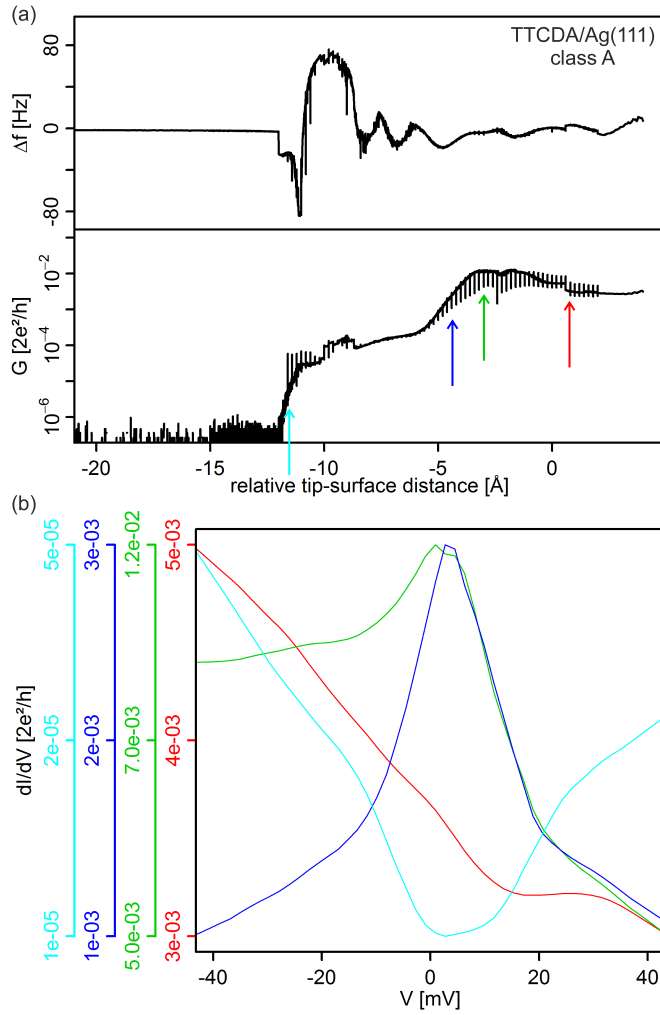 (a)
TTCDA/Ag(111)
class A
Δf [Hz]
80
0
-80
G [2e²/h]
10⁻²
10⁻⁴
10⁻⁶
-20
-15
-10
-5
0
relative tip-surface distance [Å]
(b)
dI/dV [2e²/h]
5e-05
2e-05
1e-05
3e-03
2e-03
1e-03
1.2e-02
7.0e-03
5.0e-03
5e-03
4e-03
3e-03
-40
-20
0
20
40
V [mV]